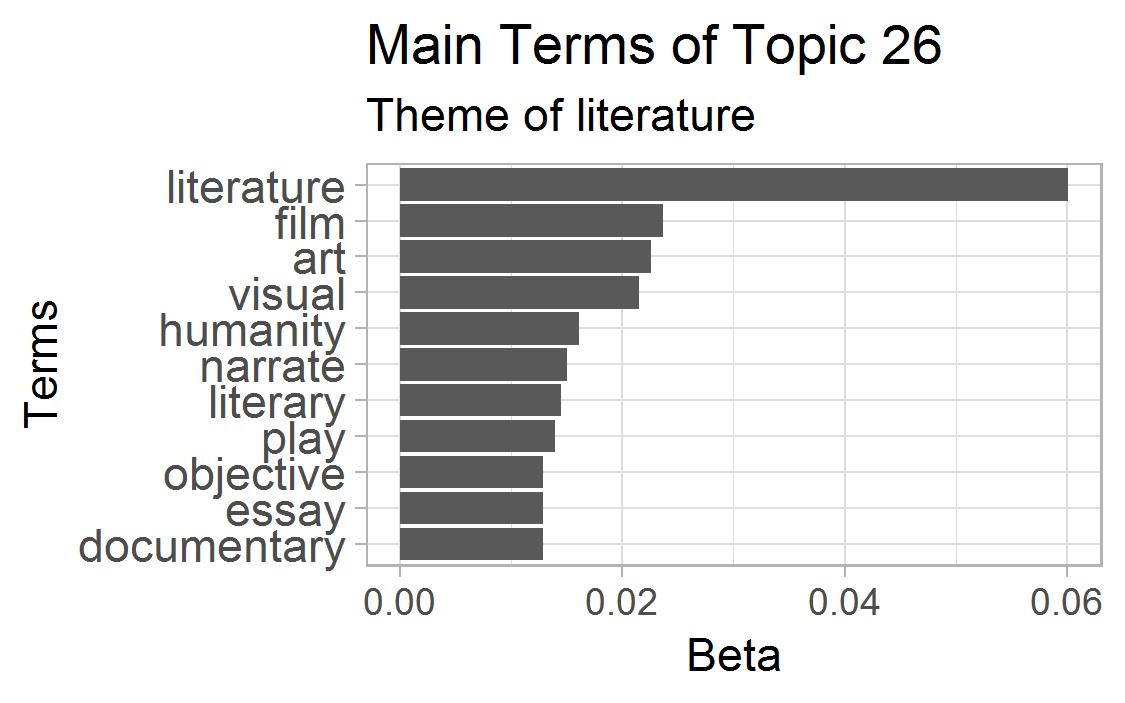 Main Terms of Topic 26
Theme of literature
Terms
literature
film
art
visual
humanity
narrate
literary
play
objective
essay
documentary
0.00 0.02 0.04 0.06
Beta